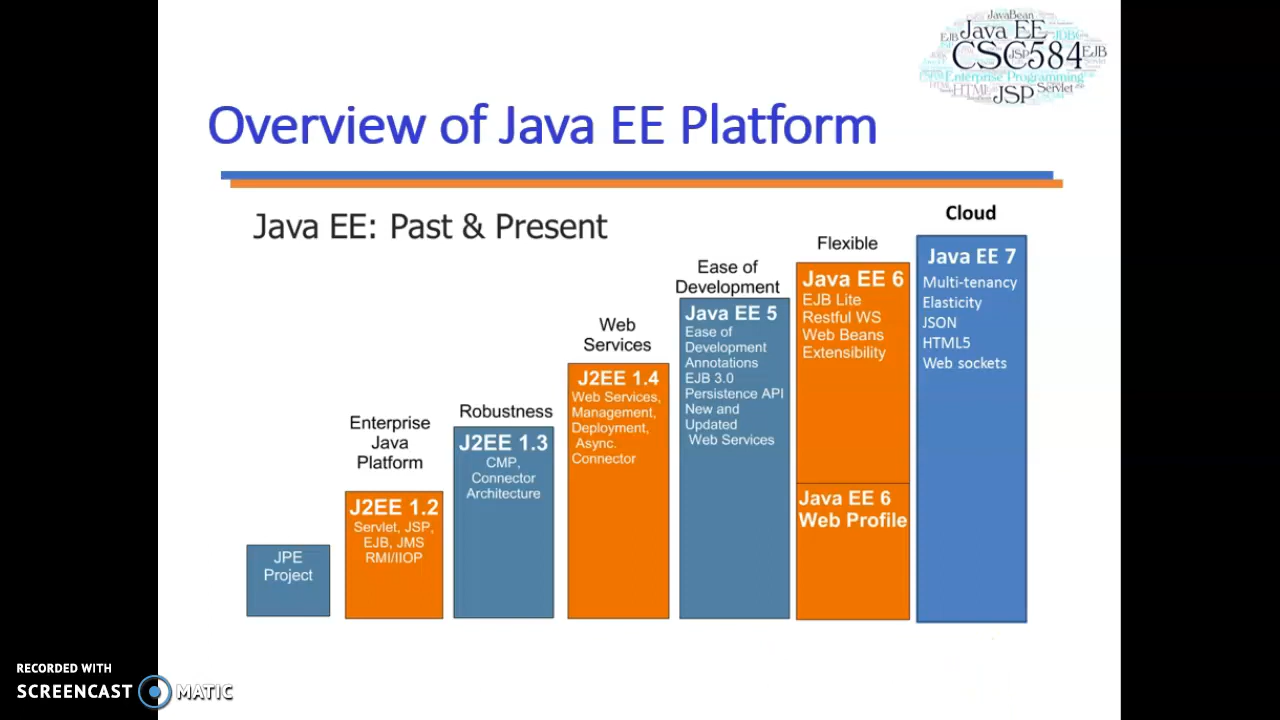 JavaBean
Java EE
JDBC
EJB
CSC584
JSP
EJB
Servlet
Enterprise Programming
HTML
JSP
Servlet
Overview of Java EE Platform
Java EE: Past & Present
Cloud
Java EE 7
Multi-tenancy
Elasticity
JSON
HTML5
Web sockets
Flexible
Java EE 6
EJB Lite
Restful WS
Web Beans
Extensibility
Java EE 6
Web Profile
Ease of
Development
Java EE 5
Ease of
Development
Annotations
EJB 3.0
Persistence API
New and
Updated
Web Services
Web
Services
J2EE 1.4
Web Services,
Management,
Deployment,
Async.
Connector
Robustness
J2EE 1.3
CMP,
Connector
Architecture
Enterprise
Java
Platform
J2EE 1.2
Servlet, JSP,
EJB, JMS
RMI/IIOP
JPE
Project
RECORDED WITH
SCREENCAST MATIC